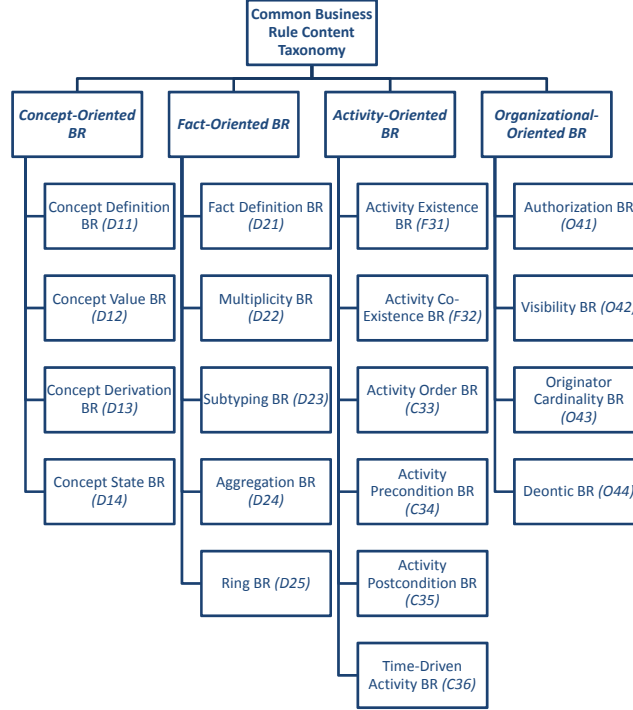 Common Business
Rule Content
Taxonomy
Concept-Oriented
BR
Fact-Oriented BR
Activity-Oriented
BR
Organizational-
Oriented BR
Concept Definition
BR (D11)
Concept Value BR
(D12)
Concept Derivation
BR (D13)
Concept State BR
(D14)
Fact Definition BR
(D21)
Multiplicity BR
(D22)
Subtyping BR (D23)
Aggregation BR
(D24)
Ring BR (D25)
Activity Existence
BR (F31)
Activity Co-
Existence BR (F32)
Activity Order BR
(C33)
Activity
Precondition BR
(C34)
Activity
Postcondition BR
(C35)
Time-Driven
Activity BR (C36)
Authorization BR
(O41)
Visibility BR (O42)
Originator
Cardinality BR
(O43)
Deontic BR (O44)